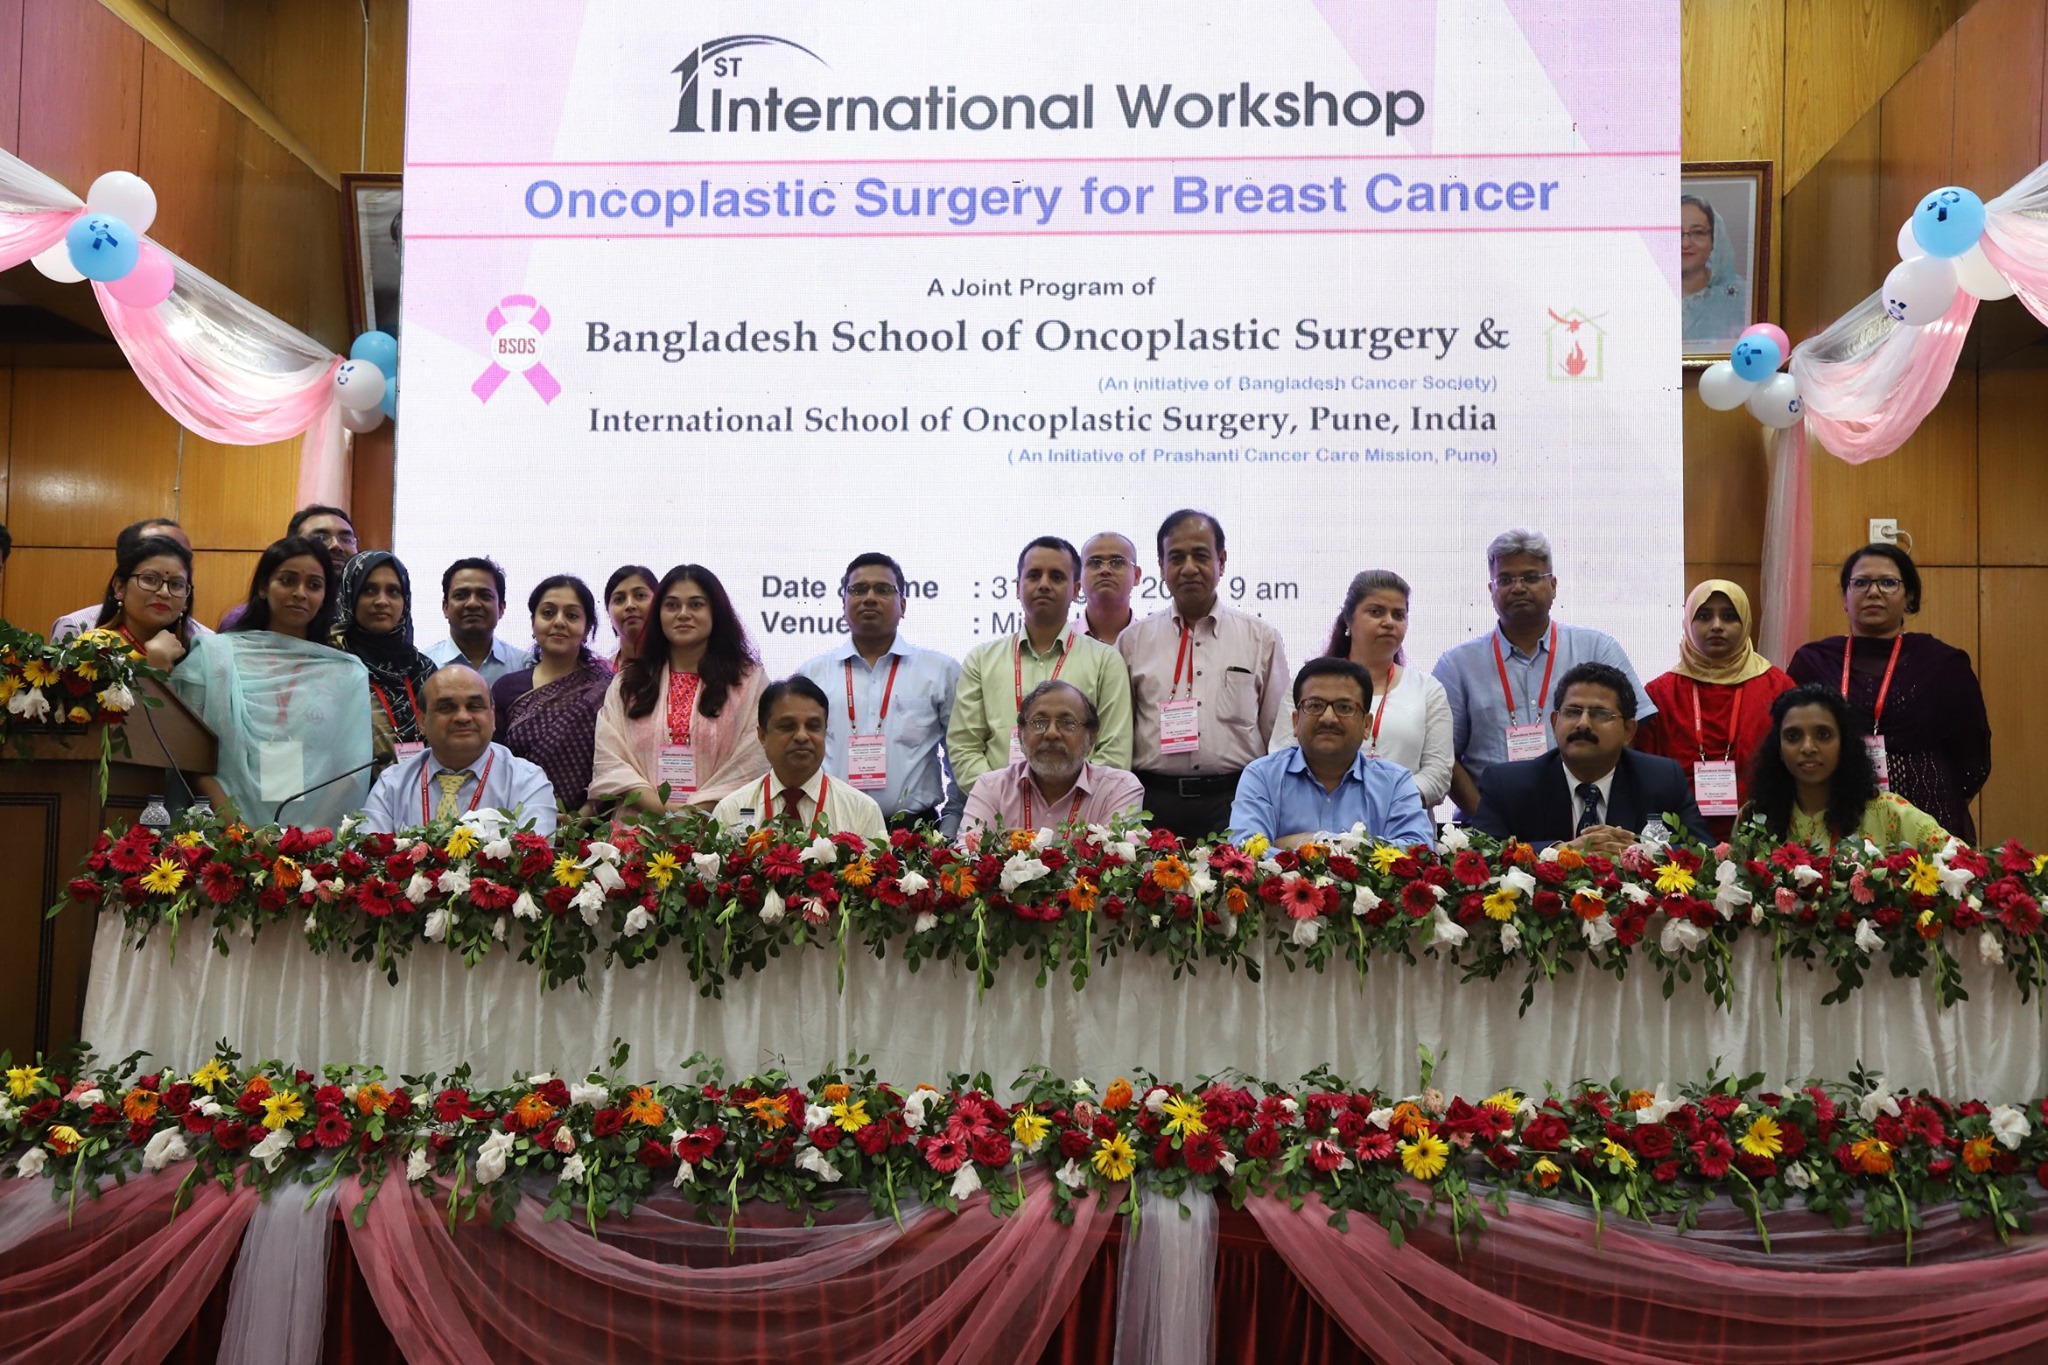 1ST International Workshop
Oncoplastic Surgery for Breast Cancer
A Joint Program of
BSOS
Bangladesh School of Oncoplastic Surgery &
(An initiative of Bangladesh Cancer Society)
International School of Oncoplastic Surgery, Pune, India
( An Initiative of Prashanti Cancer Care Mission, Pune)
Date : 9 am
Venue :